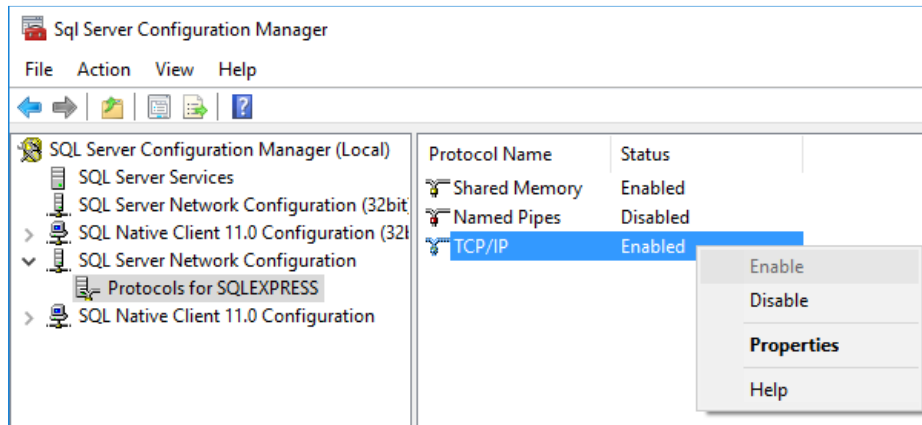 Sql Server Configuration Manager
File Action View Help
SQL Server Configuration Manager (Local)
SQL Server Services
SQL Server Network Configuration (32bit
SQL Native Client 11.0 Configuration (32
SQL Server Network Configuration
Protocols for SQLEXPRESS
SQL Native Client 11.0 Configuration
Protocol Name Status
Shared Memory Enabled
Named Pipes Disabled
TCP/IP Enabled
Enable
Disable
Properties
Help